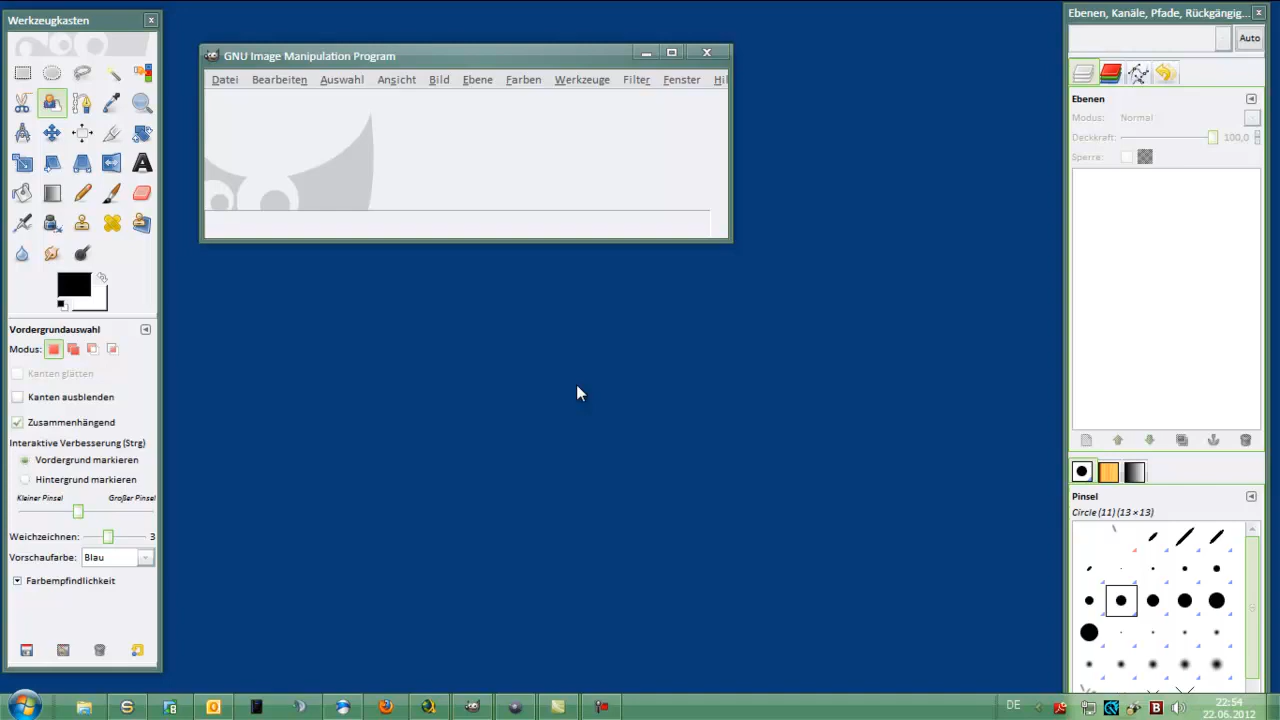 Werkzeugkasten
GNU Image Manipulation Program
Datei Bearbeiten Auswahl Ansicht Ebene Farben Werkzeuge Filter Fenster Hil
Vordergrundauswahl
Modus:
Kanten glätten
Kanten ausblenden
Zusammenhängend
Interaktive Verbesserung (Strg)
Vordergrund markieren
Hintergrund markieren
Kleiner Pinsel Großer Pinsel
Weichzeichnen: 3
Vorschaufarbe: Blau
Farbempfindlichkeit
Ebenen, Kanäle, Pfade, Rückgängig...
Auto
Ebenen
Modus: Normal
Deckkraft: 100,0
Sperre:
Pinsel
Circle (11) (13 × 13)
DE
22:54
22.06.2012